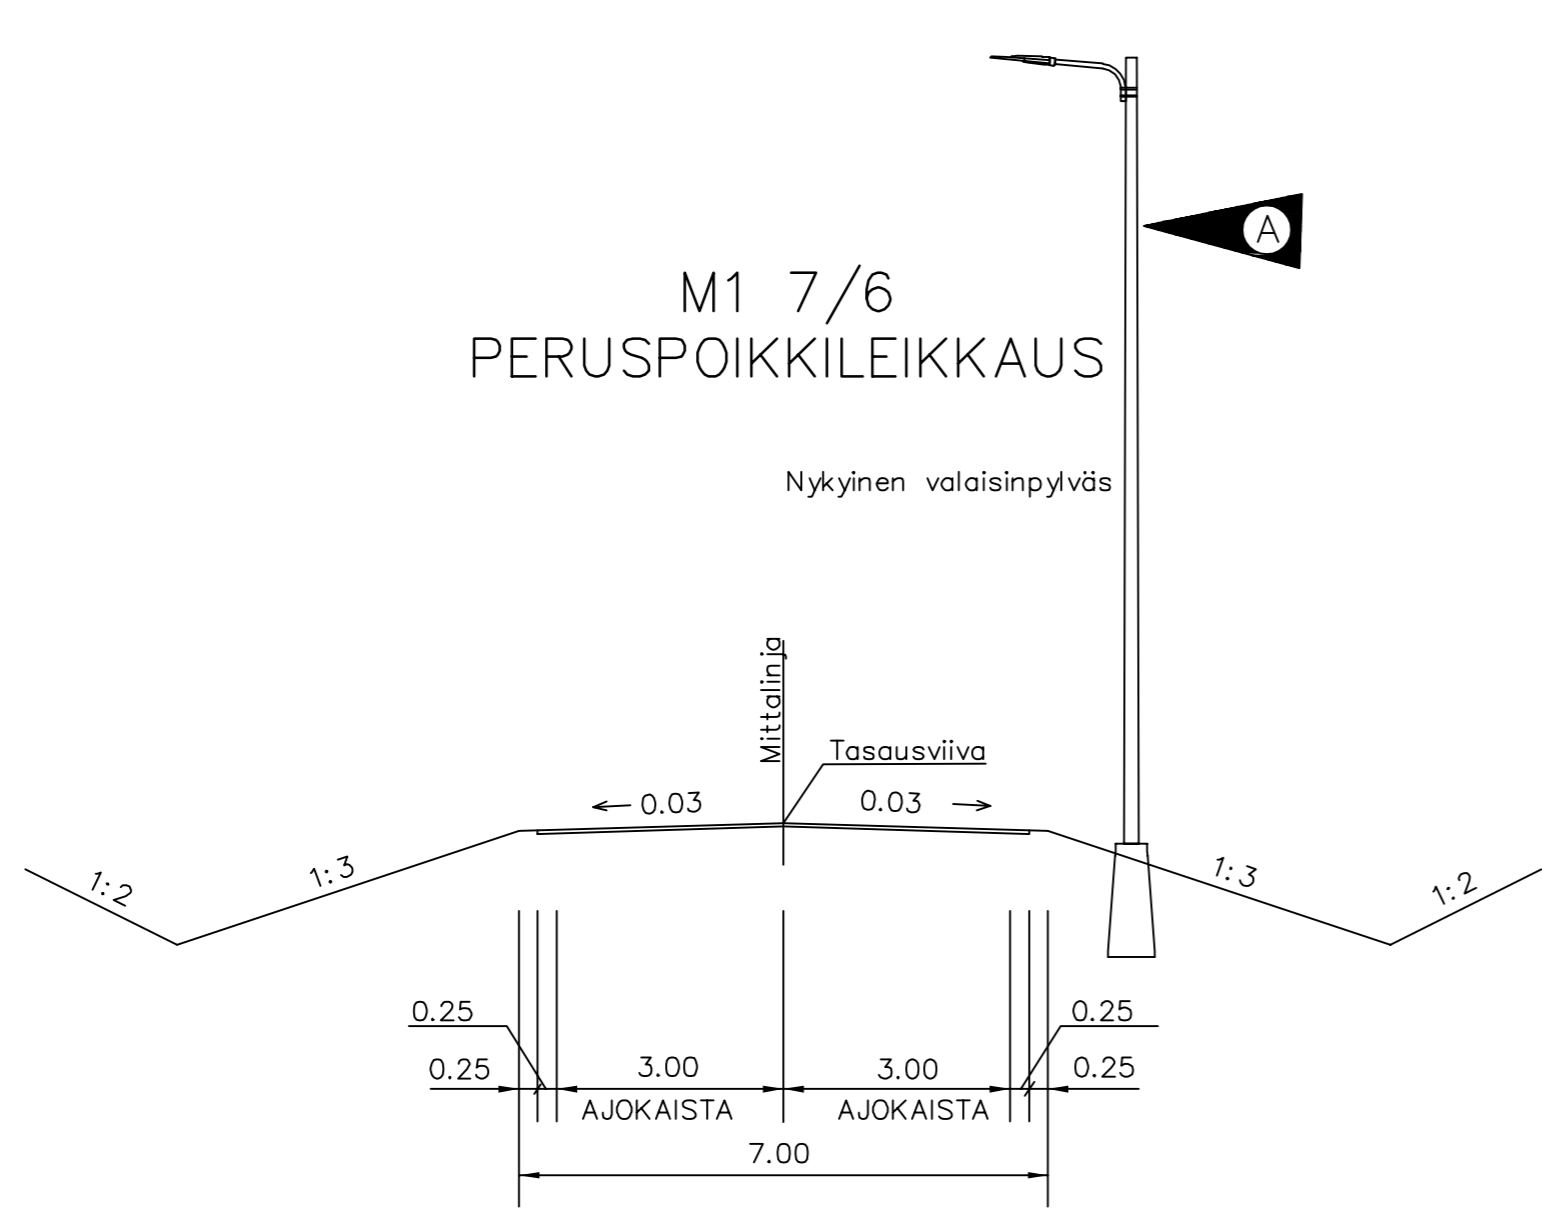 A
M1 7/6
PERUSPOIKKILEIKKAUS
Nykyinen valaisinpylväs
Mittalinja
Tasausviiva
0.03 0.03
1:2 1:3 1:3 1:2
0.25 0.25
0.25 3.00 3.00 0.25
AJOKAISTA AJOKAISTA
7.00